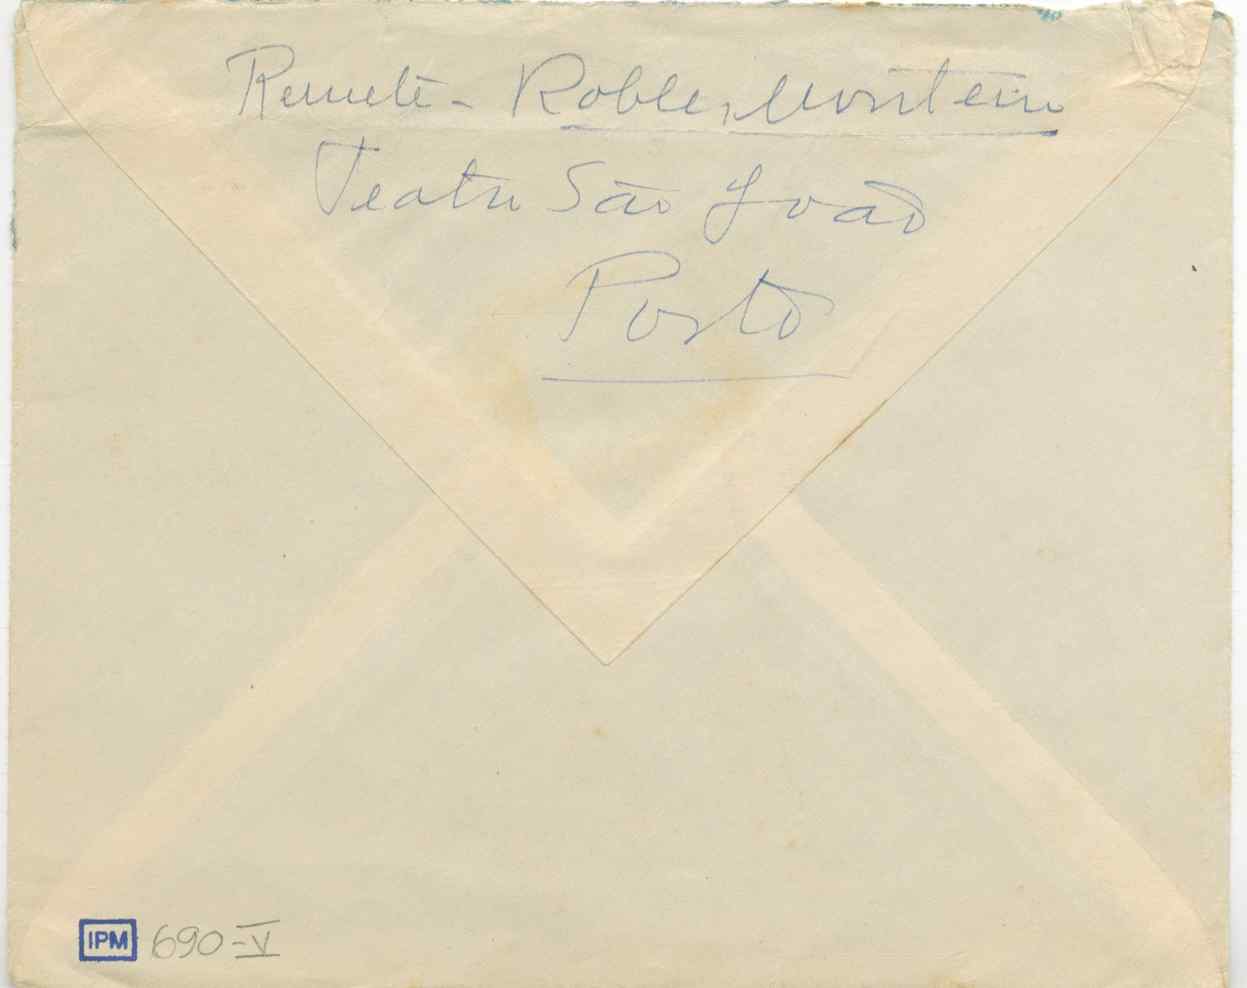 Remete - Robles Monteiro
Teatro São João
Porto
IPM 690-V